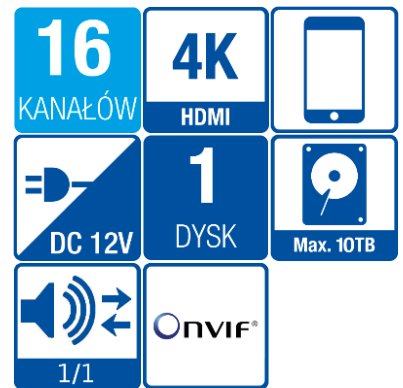 16
KANAŁÓW
4K
HDMI
DC 12V
1
DYSK
Max. 10TB
1/1
ONVIF®